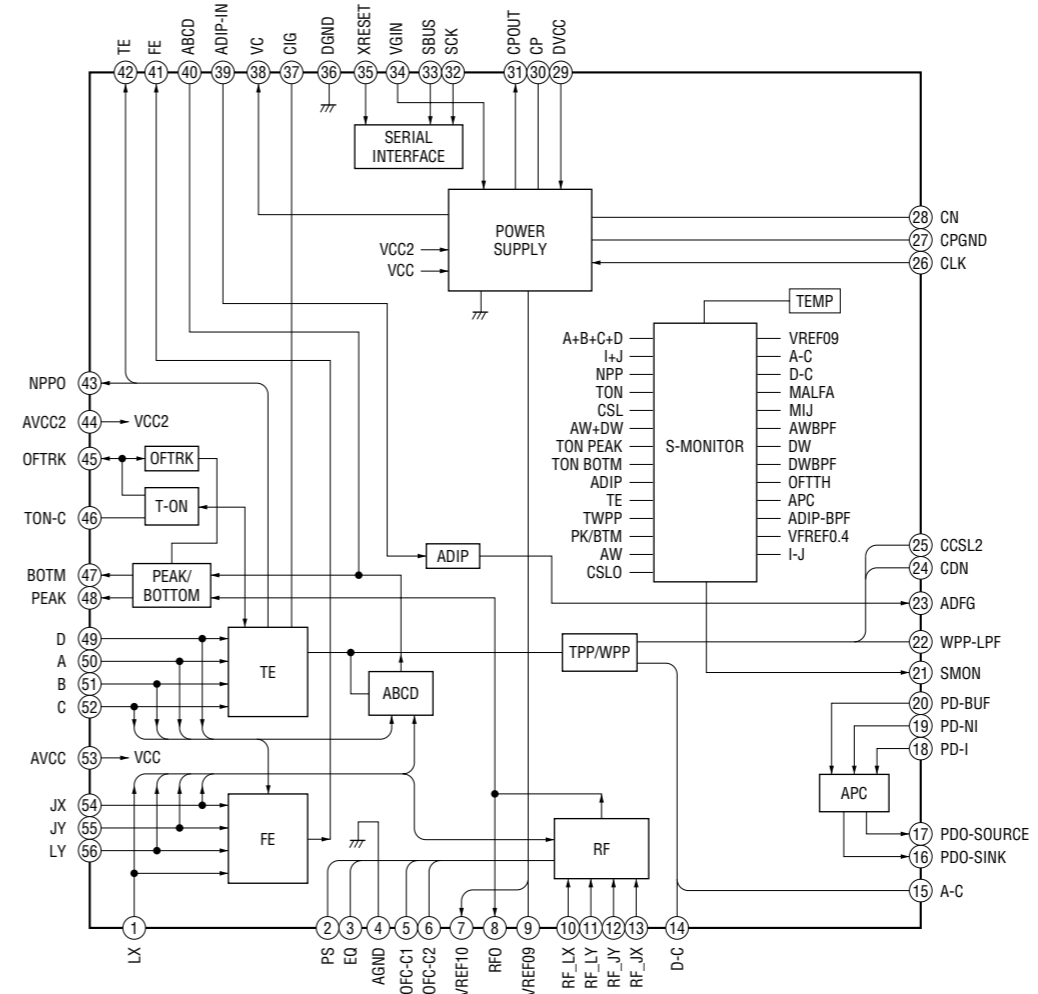 TE
FE
ABCD
ADIP-IN
VC
CIG
DGND
XRESET
VGIN
SBUS
SCK
CPOUT
CP
DVCC
42
41
40
39
38
37
36
35
34
33
32
31
30
29
SERIAL
INTERFACE
POWER
SUPPLY
VCC2
VCC
28 CN
27 CPGND
26 CLK
TEMP
A+B+C+D
I+J
NPP
TON
CSL
AW+DW
TON PEAK
TON BOTM
ADIP
TE
TWPP
PK/BTM
AW
CSLO
S-MONITOR
VREF09
A-C
D-C
MALFA
MIJ
AWBPF
DW
DWBPF
OFTTH
APC
ADIP-BPF
VFREF0.4
I-J
NPPO 43
AVCC2 44 VCC2
OFTRK 45 OFTRK
TON-C 46 T-ON
BOTM 47
PEAK 48
PEAK/
BOTTOM
ADIP
D 49
A 50
B 51
C 52
TE
ABCD
TPP/WPP
25 CCSL2
24 CDN
23 ADFG
22 WPP-LPF
21 SMON
20 PD-BUF
19 PD-NI
18 PD-I
APC
17 PDO-SOURCE
16 PDO-SINK
15 A-C
AVCC 53 VCC
JX 54
JY 55
LY 56
FE
RF
1
2
3
4
5
6
7
8
9
10
11
12
13
14
LX
PS
EQ
AGND
OFC-C1
OFC-C2
VREF10
RFO
VREF09
RF_LX
RF_LY
RF_JY
RF_JX
D-C